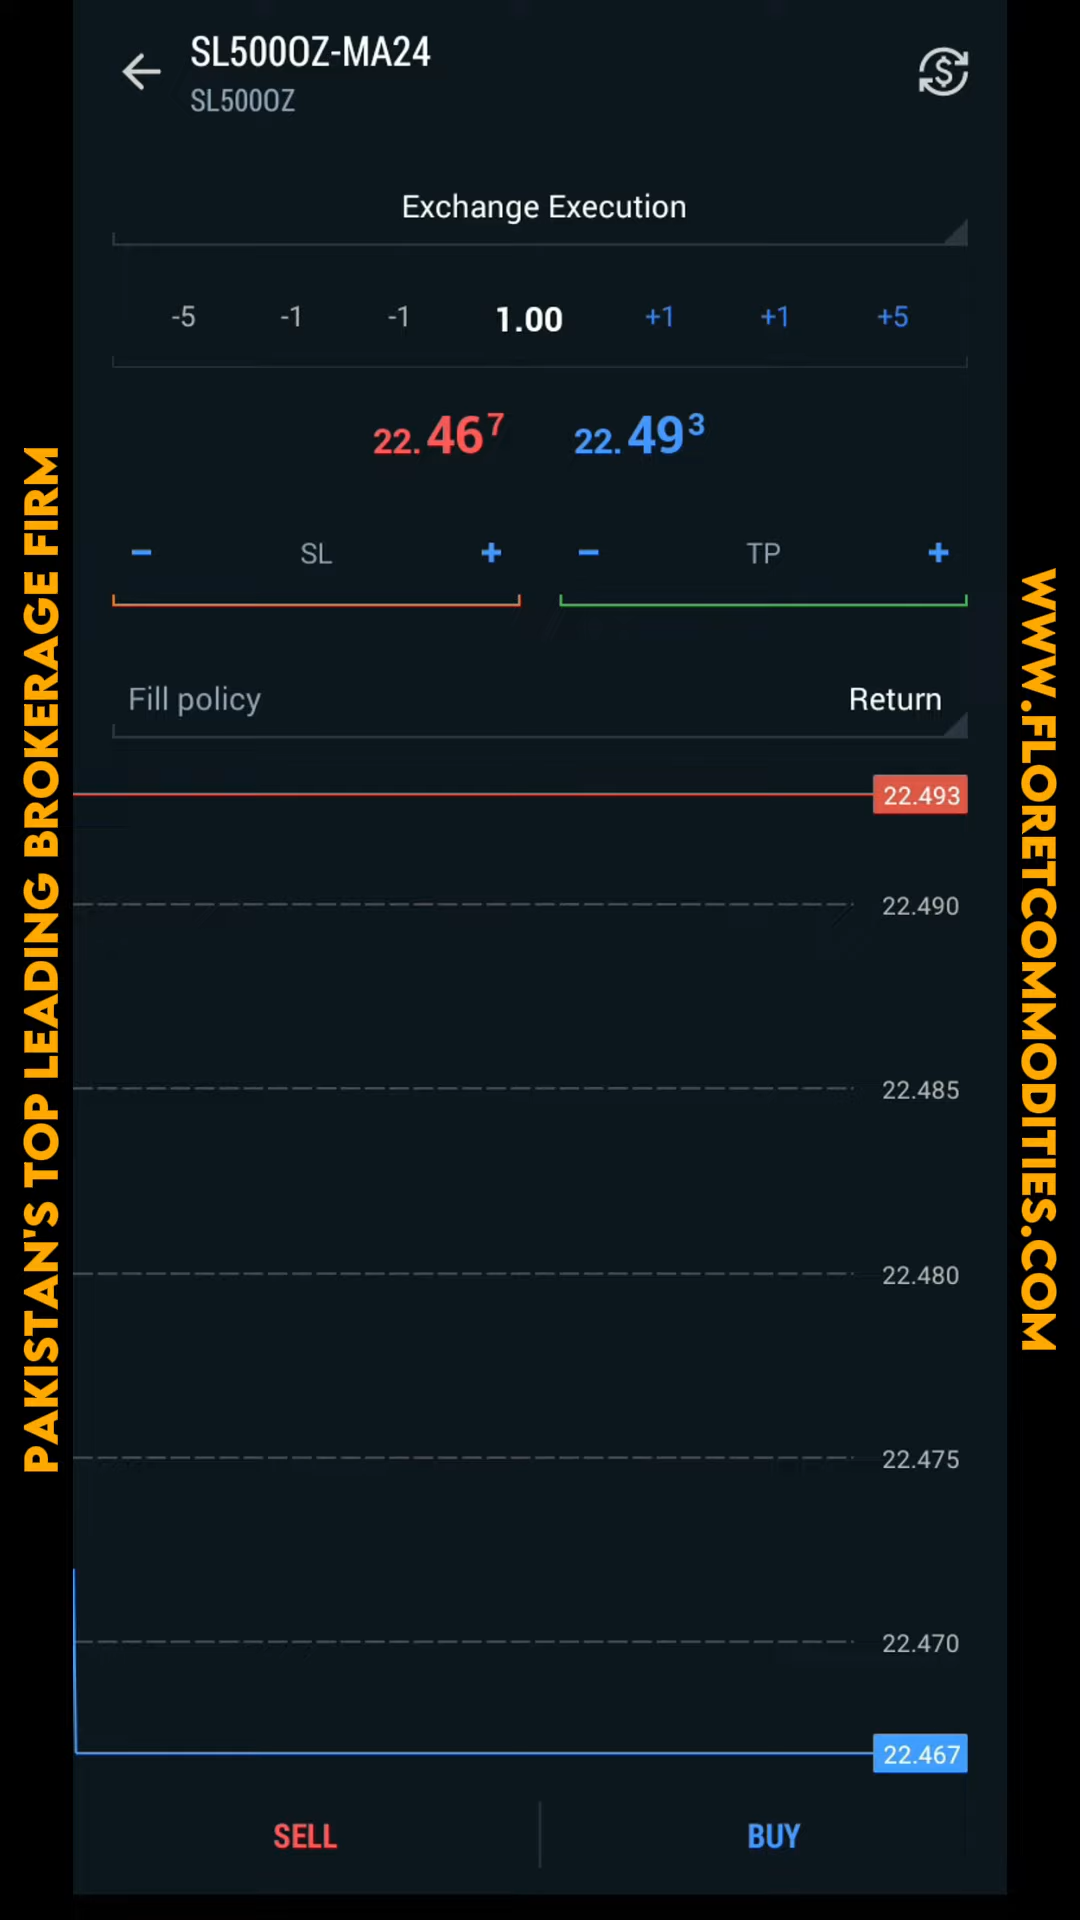 SL500OZ-MA24
SL500OZ
Exchange Execution
-5 -1 -1 1.00 +1 +1 +5
22.467 22.493
- SL + - TP +
Fill policy Return
22.493
22.490
22.485
22.480
22.475
22.470
22.467
SELL BUY
PAKISTAN'S TOP LEADING BROKERAGE FIRM
WWW.FLORETCOMMODITIES.COM